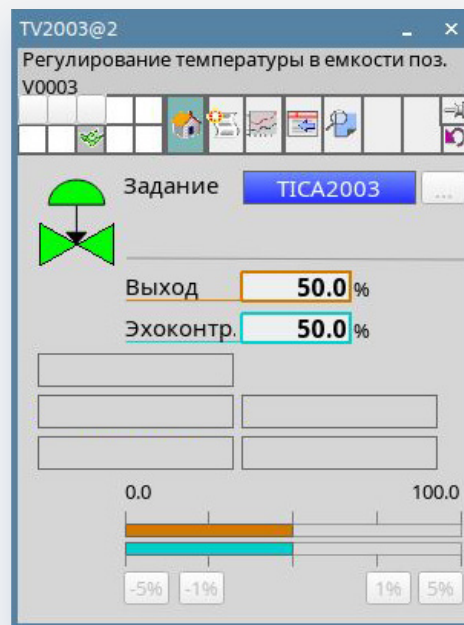 TV2003@2
Регулирование температуры в емкости поз.
V0003
Задание TICA2003 ...
Выход 50.0 %
Эхоконтр. 50.0 %
0.0 100.0
-5% -1% 1% 5%